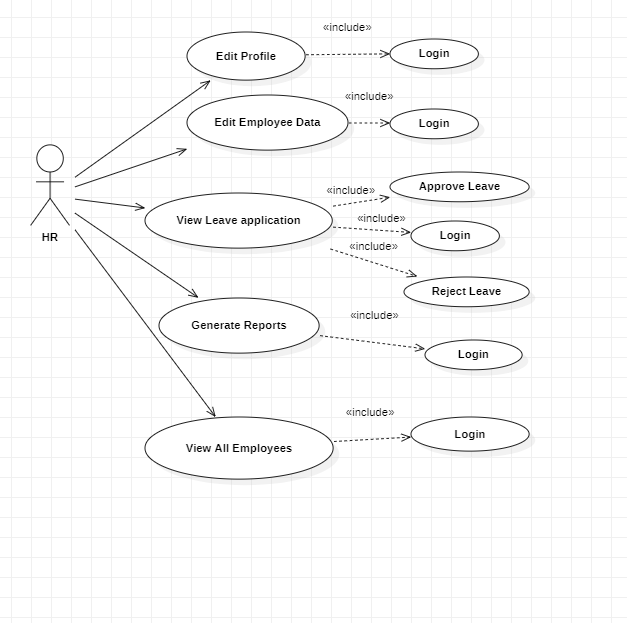 «include»
Edit Profile
Login
«include»
Edit Employee Data
Login
«include»
Approve Leave
View Leave application
«include»
Login
HR
«include»
Reject Leave
«include»
Generate Reports
Login
«include»
Login
View All Employees